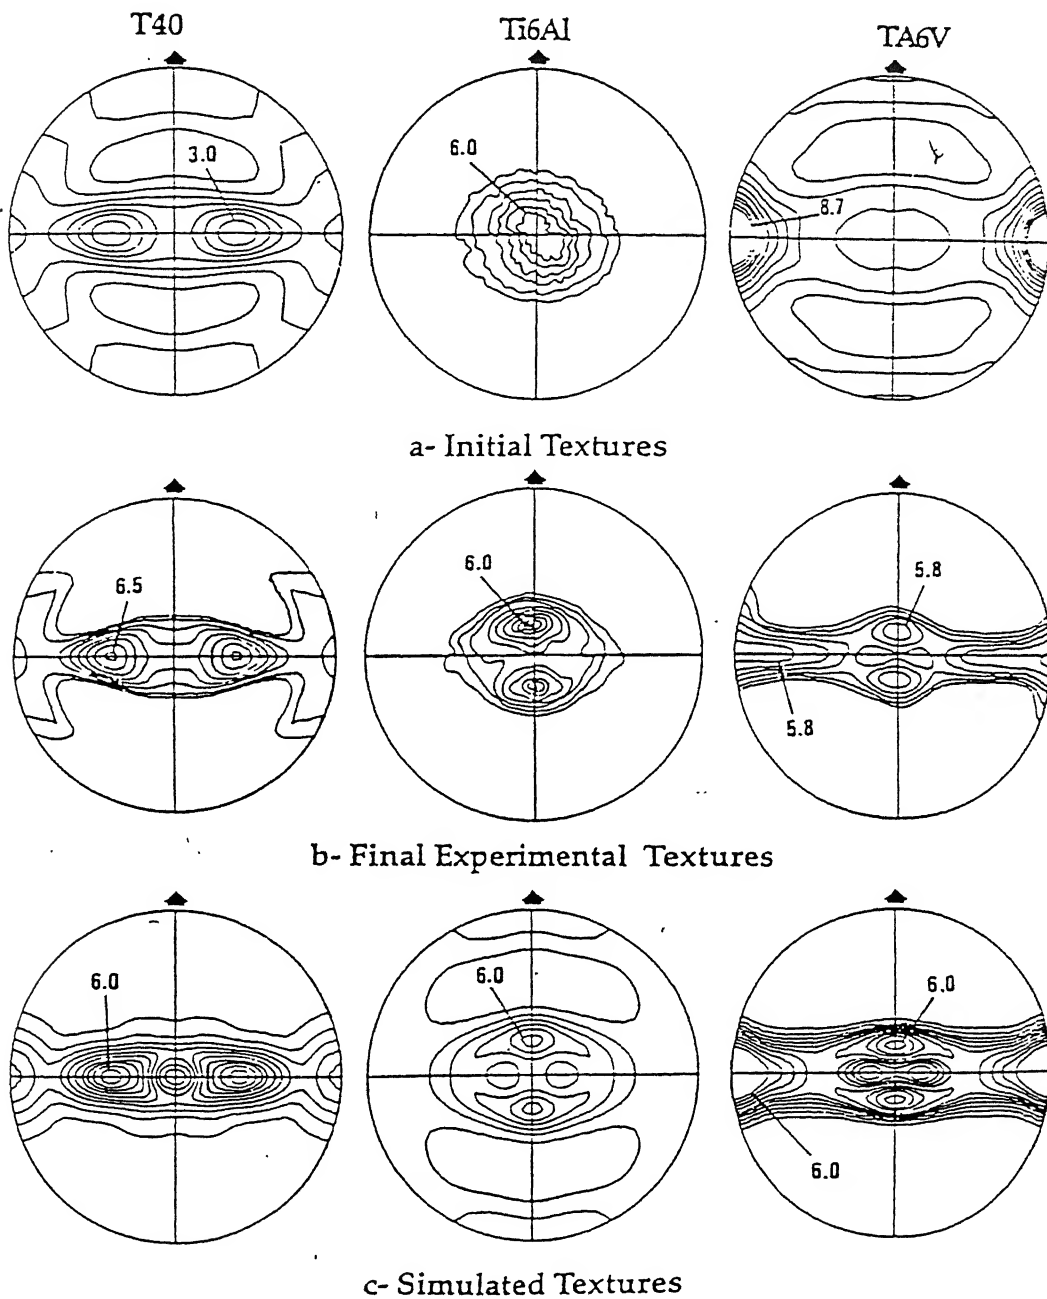 T40 Ti6Al TA6V
3.0 6.0 8.7
a- Initial Textures
6.5 6.0 5.8
5.8
b- Final Experimental Textures
6.0 6.0 6.0
6.0
c- Simulated Textures